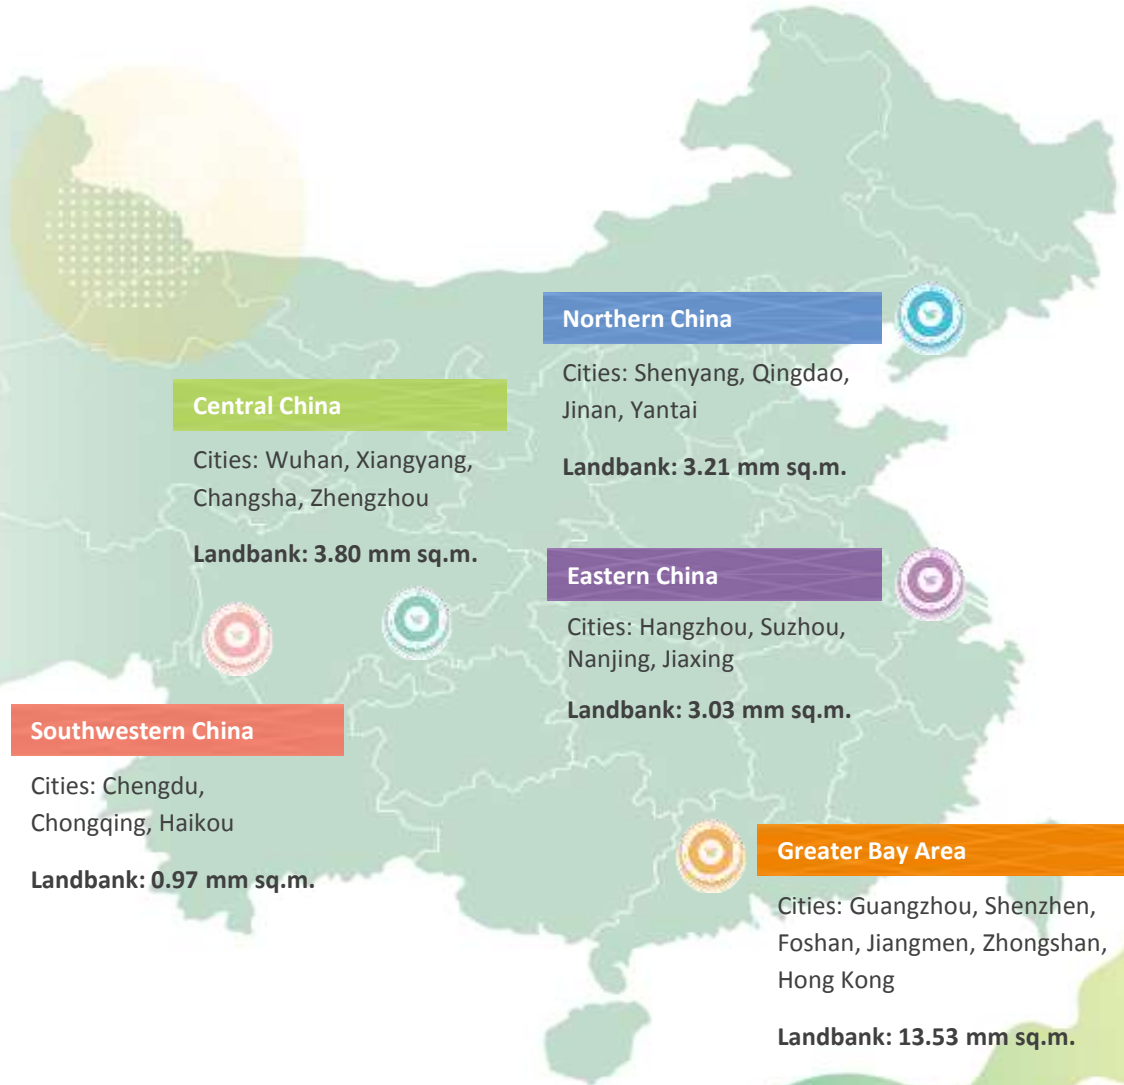 Northern China
Cities: Shenyang, Qingdao,
Jinan, Yantai
Landbank: 3.21 mm sq.m.
Central China
Cities: Wuhan, Xiangyang,
Changsha, Zhengzhou
Landbank: 3.80 mm sq.m.
Eastern China
Cities: Hangzhou, Suzhou,
Nanjing, Jiaxing
Landbank: 3.03 mm sq.m.
Southwestern China
Cities: Chengdu,
Chongqing, Haikou
Landbank: 0.97 mm sq.m.
Greater Bay Area
Cities: Guangzhou, Shenzhen,
Foshan, Jiangmen, Zhongshan,
Hong Kong
Landbank: 13.53 mm sq.m.